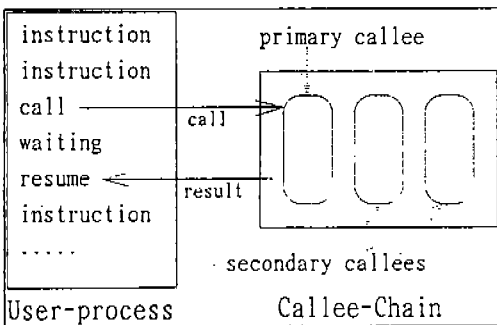 instruction
instruction
call
waiting
resume
instruction
.....
User-process
call
result
primary callee
secondary callees
Callee-Chain